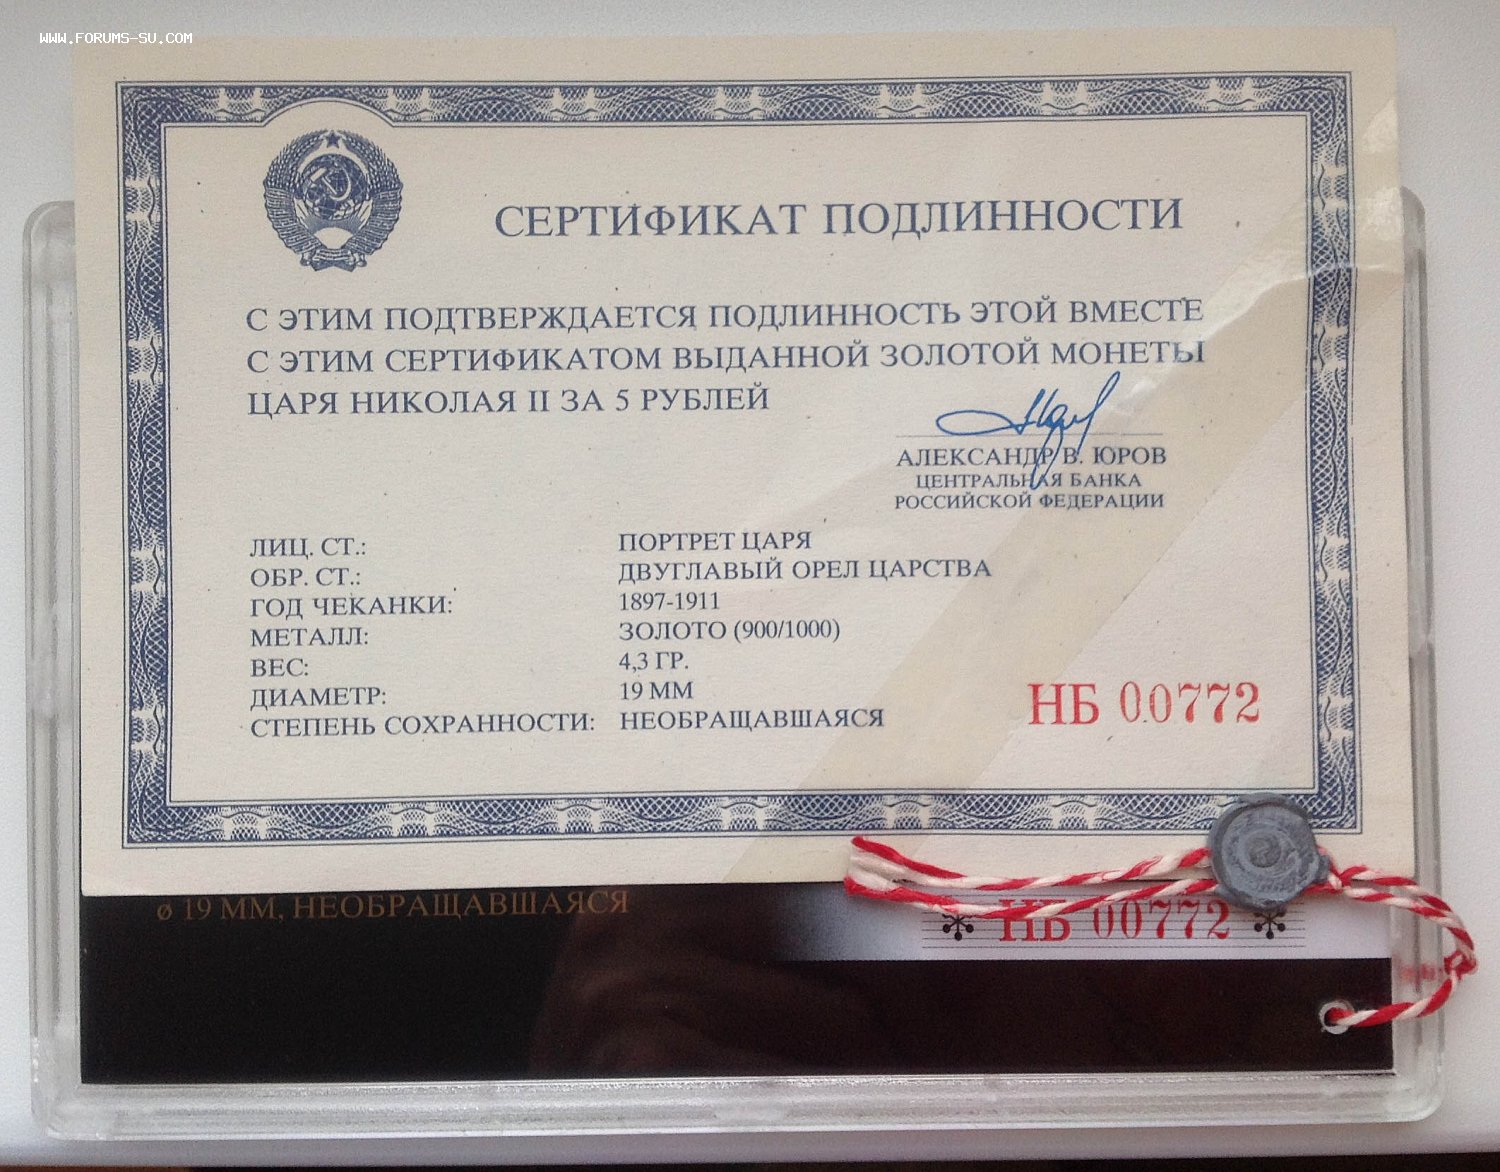 WWW.FORUMS-SU.COM
СЕРТИФИКАТ ПОДЛИННОСТИ
С ЭТИМ ПОДТВЕРЖДАЕТСЯ ПОДЛИННОСТЬ ЭТОЙ ВМЕСТЕ
С ЭТИМ СЕРТИФИКАТОМ ВЫДАННОЙ ЗОЛОТОЙ МОНЕТЫ
ЦАРЯ НИКОЛАЯ II ЗА 5 РУБЛЕЙ
АЛЕКСАНДР В. ЮРОВ
ЦЕНТРАЛЬНАЯ БАНКА
РОССИЙСКОЙ ФЕДЕРАЦИИ
ЛИЦ. СТ.: ПОРТРЕТ ЦАРЯ
ОБР. СТ.: ДВУГЛАВЫЙ ОРЕЛ ЦАРСТВА
ГОД ЧЕКАНКИ: 1897-1911
МЕТАЛЛ: ЗОЛОТО (900/1000)
ВЕС: 4,3 ГР.
ДИАМЕТР: 19 ММ
СТЕПЕНЬ СОХРАННОСТИ: НЕОБРАЩАВШАЯСЯ
НБ 00772
ø 19 ММ, НЕОБРАЩАВШАЯСЯ
НБ 00772